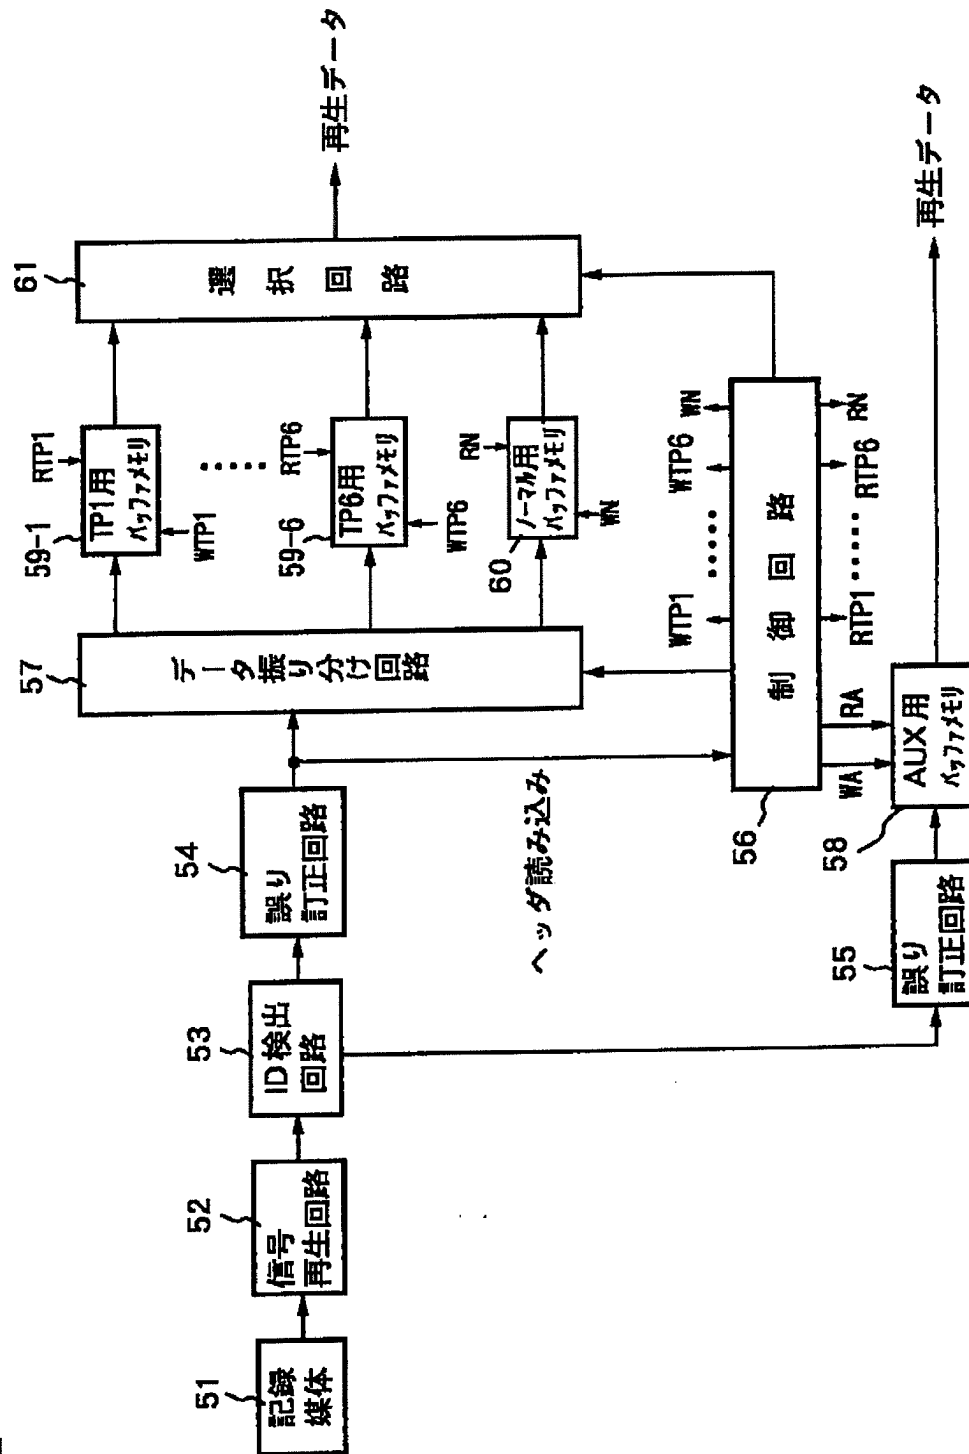 51
記録
媒体
52
信号
再生回路
53
ID検出
回路
54
誤り
訂正回路
ヘッダ読み込み
57
データ振り分け回路
59-1
TP1用
バッファメモリ
RTP1
WTP1
・・・・・
59-6
TP6用
バッファメモリ
RTP6
WTP6
60
ノーマル用
バッファメモリ
RN
WN
61
選択回路
再生データ
56
制御回路
WTP1
・・・・・
WTP6
WN
WA
RA
RTP1
・・・・・
RTP6
RN
55
誤り
訂正回路
58
AUX用
バッファメモリ
再生データ